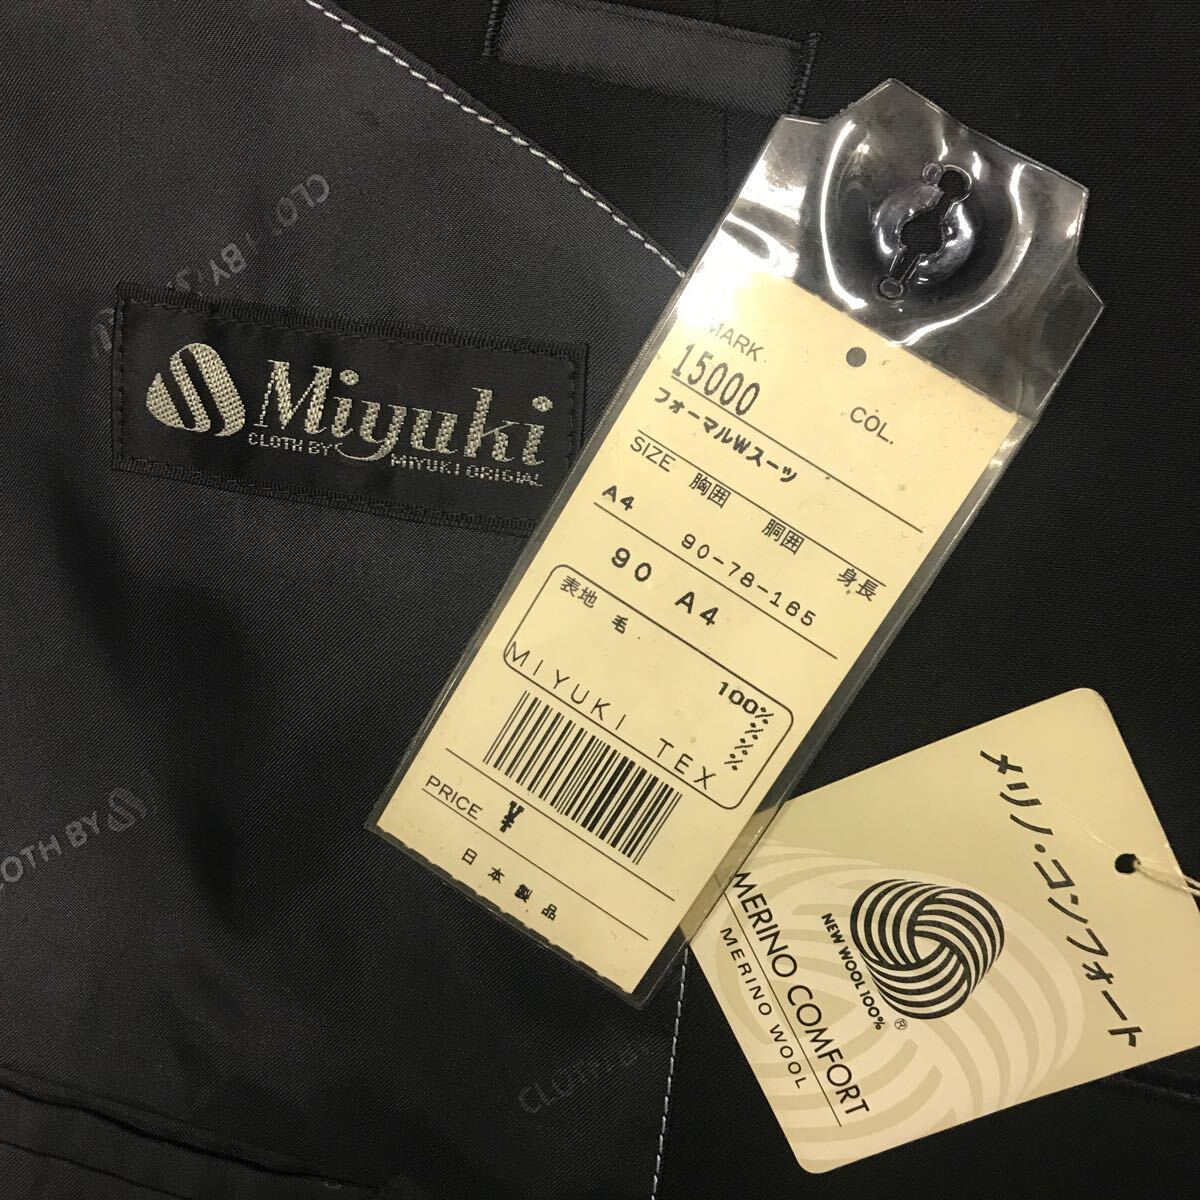 CLOTH BY
Miyuki
CLOTH BY
MIYUKI ORIGIAL
MARK
15000
COL.
フォーマルWスーツ
SIZE 胸囲 胴囲 身長
A4 90-78-165
90 A4
表地 毛 100%
%
%
%
MIYUKI TEX
PRICE ¥
日本製品
メリノ・コンフォート
NEW WOOL 100%
®
MERINO COMFORT
MERINO WOOL
CLOTH BY
CLOTH BY